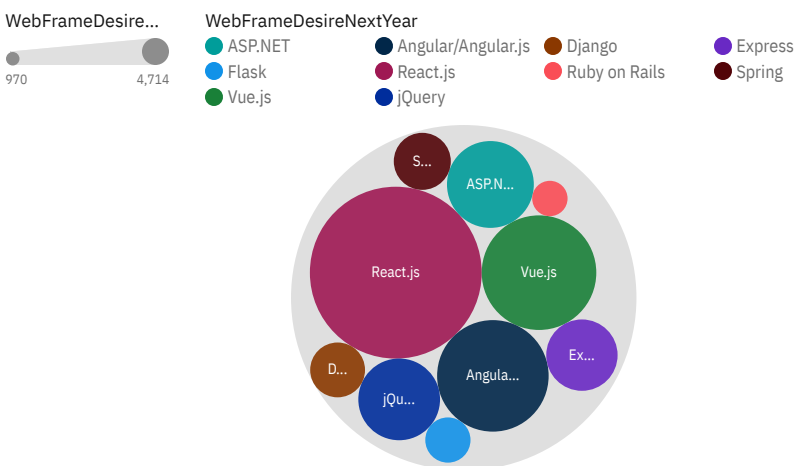 WebFrameDesire...
970
4,714
WebFrameDesireNextYear
ASP.NET
Angular/Angular.js
Django
Express
Flask
React.js
Ruby on Rails
Spring
Vue.js
jQuery
S...
ASP.N...
React.js
Vue.js
D...
jQu...
Angula...
Ex...